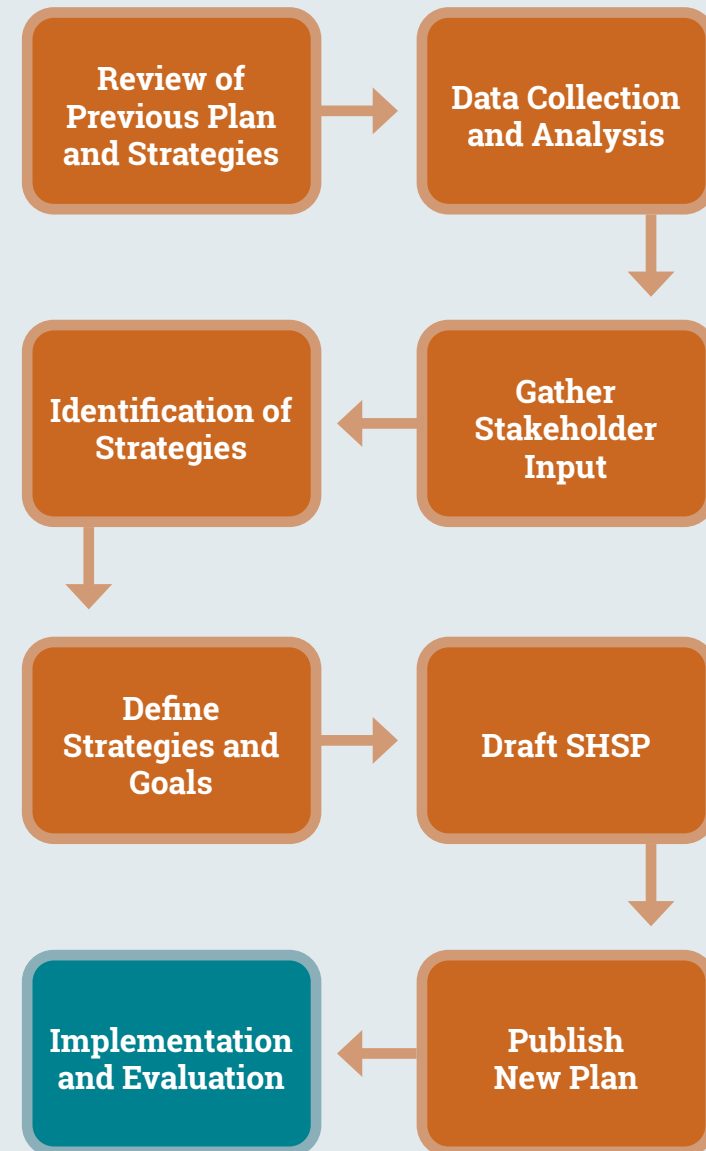 Review of
Previous Plan
and Strategies
Data Collection
and Analysis
Gather
Stakeholder
Input
Identification of
Strategies
Define
Strategies and
Goals
Draft SHSP
Publish
New Plan
Implementation
and Evaluation